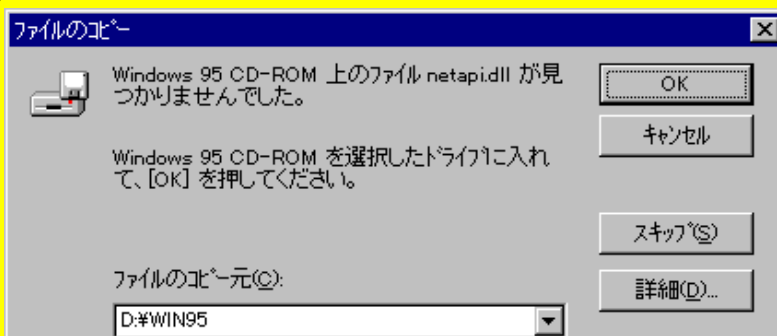 ファイルのコピー
Windows 95 CD-ROM 上のファイル netapi.dll が見
つかりませんでした。
Windows 95 CD-ROM を選択したドライブに入れ
て、[OK] を押してください。
ファイルのコピー元(C):
D:¥WIN95
OK
キャンセル
スキップ(S)
詳細(D)...